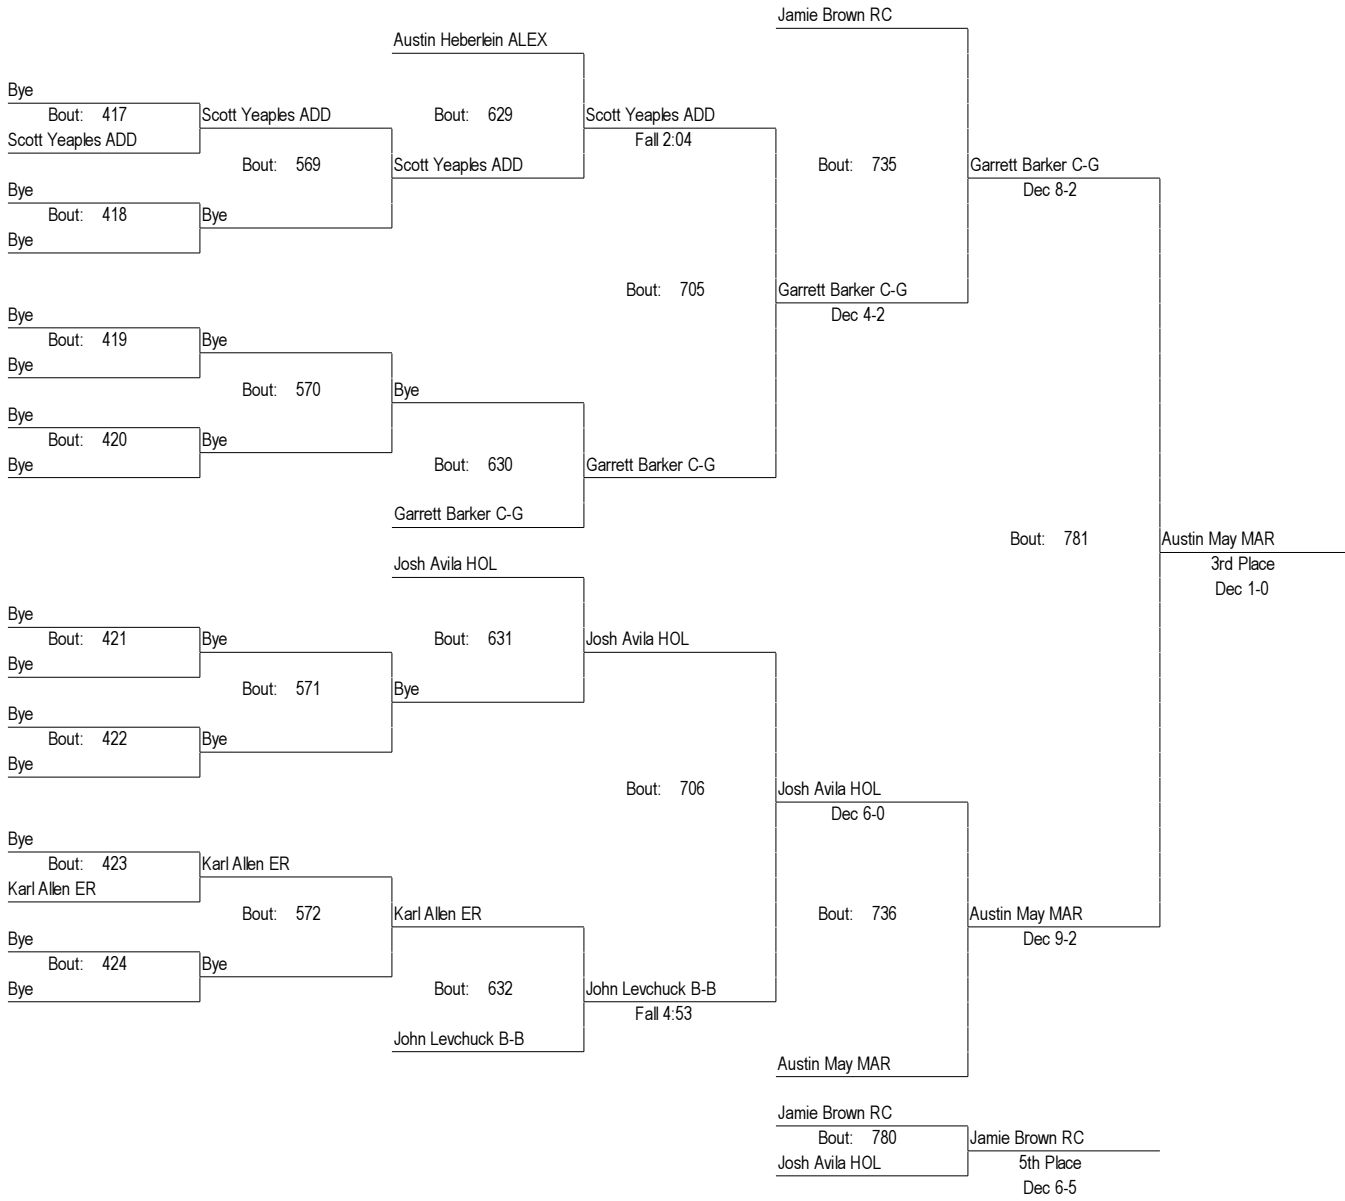 Jamie Brown RC
Austin Heberlein ALEX
Bye
Bout: 417
Scott Yeaples ADD
Bout: 629
Scott Yeaples ADD
Scott Yeaples ADD
Fall 2:04
Bout: 569
Scott Yeaples ADD
Bout: 735
Garrett Barker C-G
Bye
Dec 8-2
Bout: 418
Bye
Bye
Bout: 705
Garrett Barker C-G
Bye
Dec 4-2
Bout: 419
Bye
Bye
Bout: 570
Bye
Bye
Bout: 420
Bye
Bye
Bout: 630
Garrett Barker C-G
Garrett Barker C-G
Bout: 781
Austin May MAR
Josh Avila HOL
3rd Place
Dec 1-0
Bye
Bout: 421
Bye
Bout: 631
Josh Avila HOL
Bye
Bout: 571
Bye
Bye
Bout: 422
Bye
Bye
Bout: 706
Josh Avila HOL
Dec 6-0
Bye
Bout: 423
Karl Allen ER
Karl Allen ER
Bout: 572
Karl Allen ER
Bout: 736
Austin May MAR
Bye
Dec 9-2
Bout: 424
Bye
Bye
Bout: 632
John Levchuck B-B
Fall 4:53
John Levchuck B-B
Austin May MAR
Jamie Brown RC
Bout: 780
Jamie Brown RC
Josh Avila HOL
5th Place
Dec 6-5